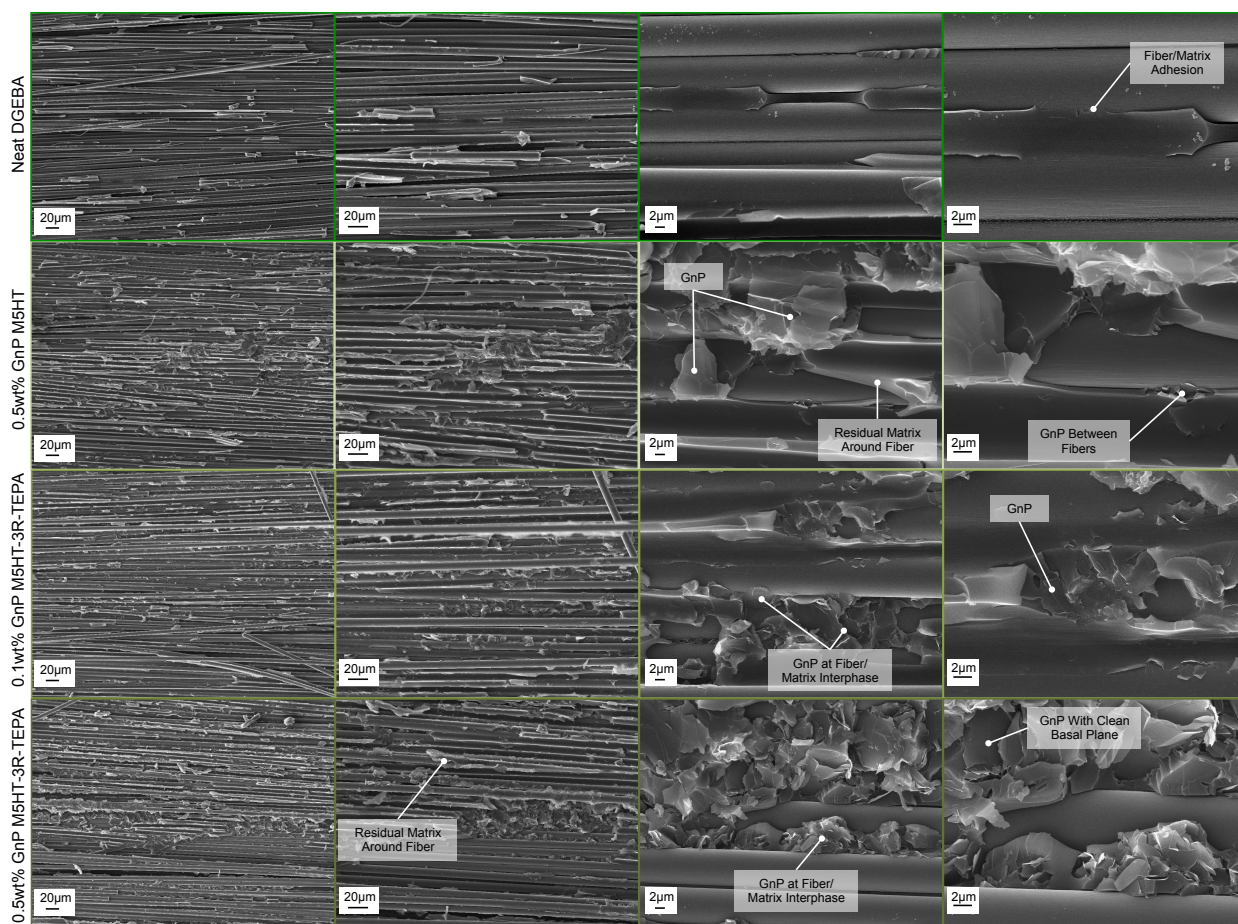 Neat DGEBA
20µm
20µm
2µm
Fiber/Matrix
Adhesion
2µm
0.5wt% GnP M5HT
20µm
20µm
GnP
Residual Matrix
Around Fiber
2µm
GnP Between
Fibers
2µm
0.1wt% GnP M5HT-3R-TEPA
20µm
20µm
GnP at Fiber/
Matrix Interphase
2µm
GnP
2µm
0.5wt% GnP M5HT-3R-TEPA
20µm
Residual Matrix
Around Fiber
20µm
GnP at Fiber/
Matrix Interphase
2µm
GnP With Clean
Basal Plane
2µm